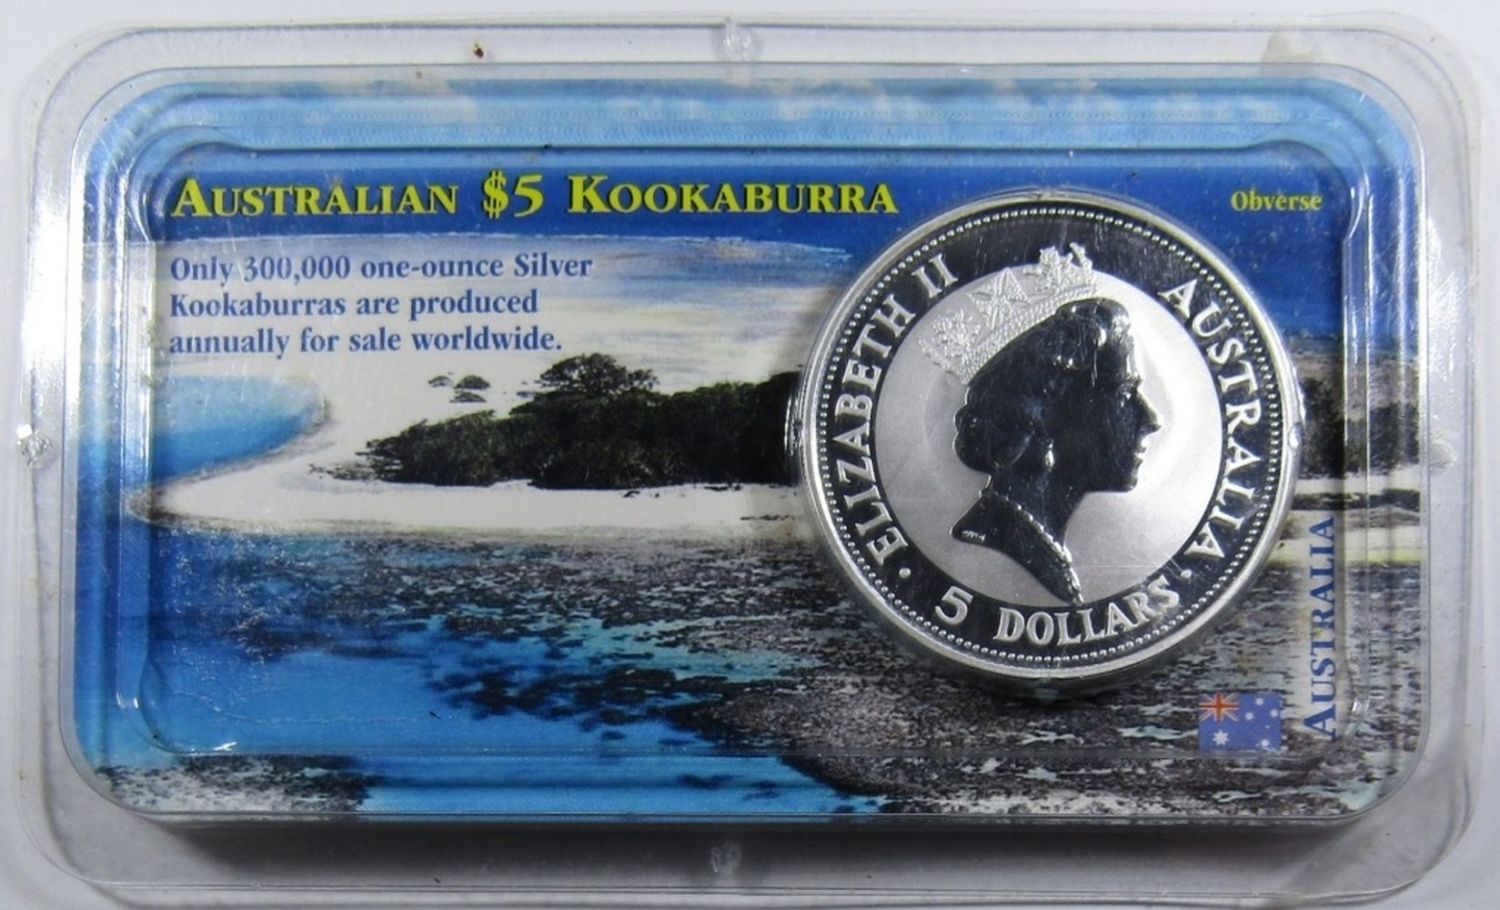 AUSTRALIAN $5 KOOKABURRA
Obverse
Only 300,000 one-ounce Silver
Kookaburras are produced
annually for sale worldwide.
ELIZABETH II
AUSTRALIA
5 DOLLARS
AUSTRALIA